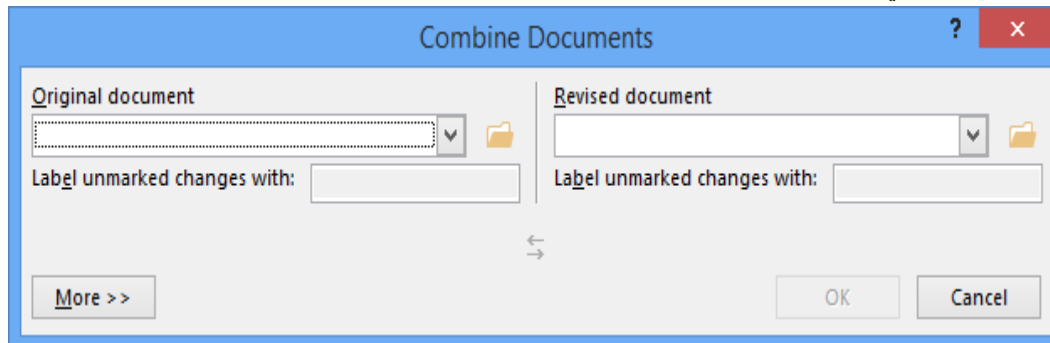 Combine Documents ?
Original document
Label unmarked changes with:
Revised document
Label unmarked changes with:
More >>
OK
Cancel